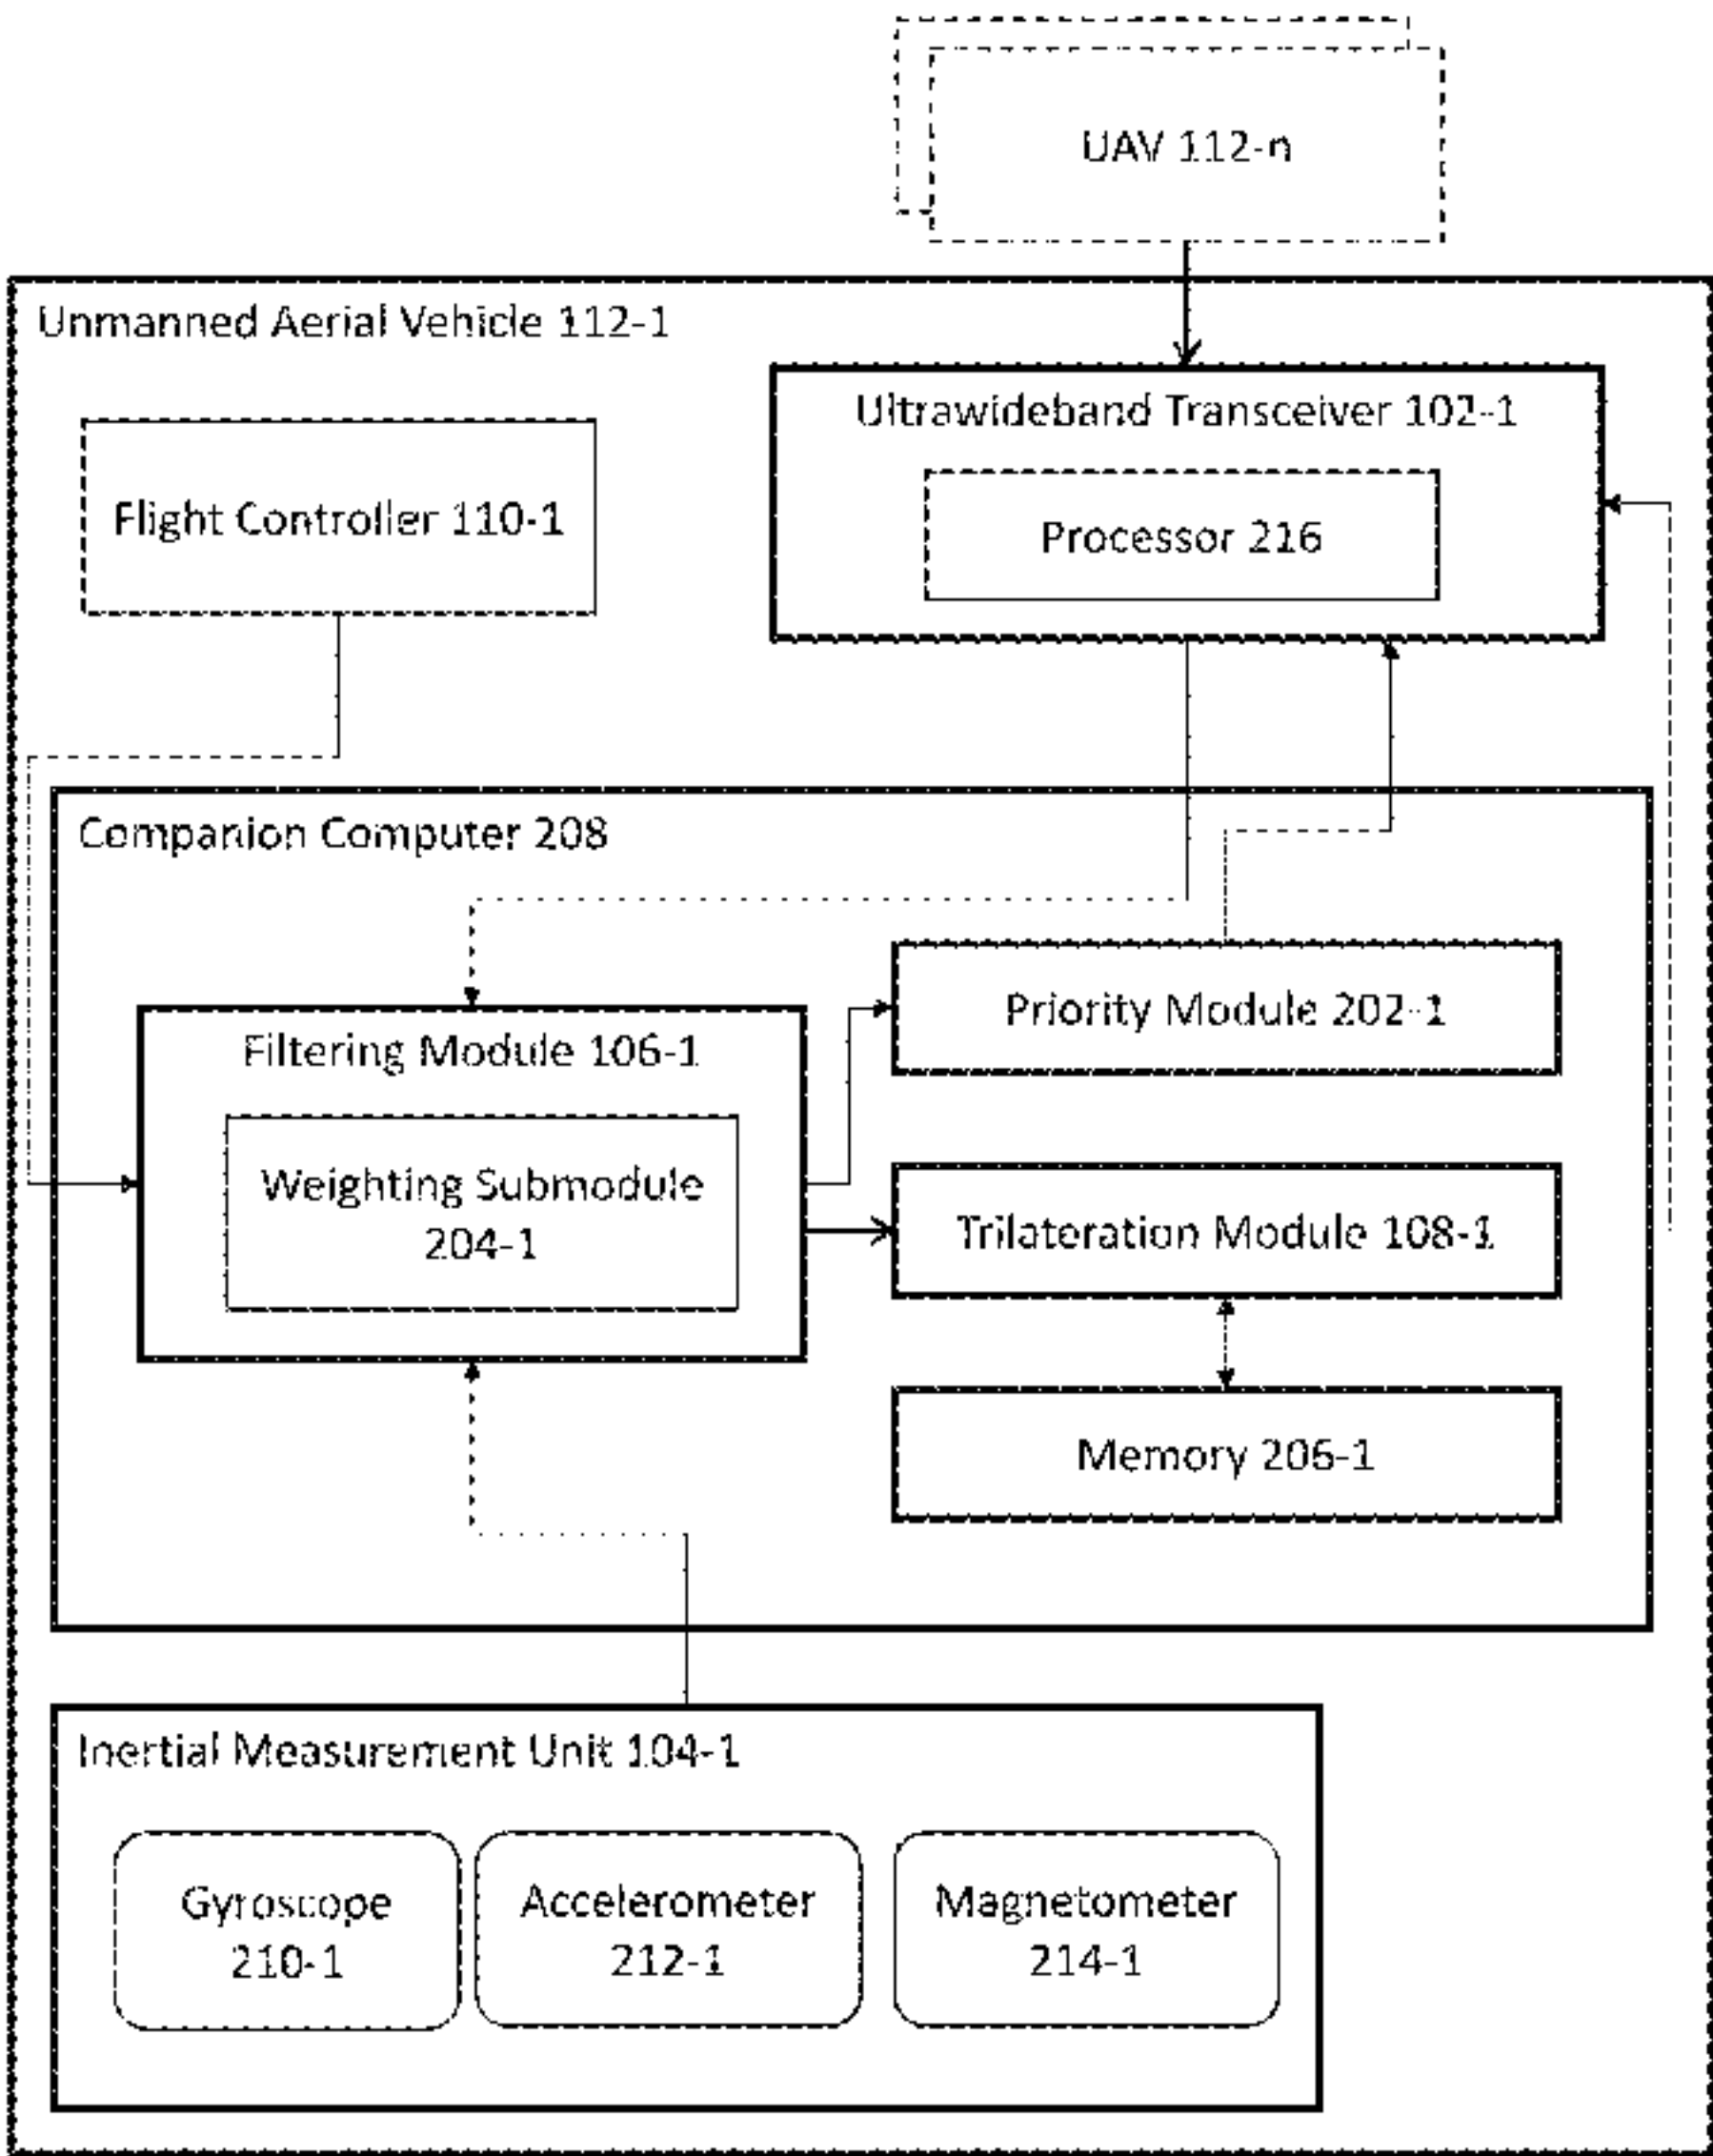 UAV 112-n
Unmanned Aerial Vehicle 112-1
Ultrawideband Transceiver 102-1
Flight Controller 110-1
Processor 216
Companion Computer 208
Priority Module 202-1
Filtering Module 106-1
Weighting Submodule
204-1
Trilateration Module 108-1
Memory 206-1
Inertial Measurement Unit 104-1
Gyroscope
210-1
Accelerometer
212-1
Magnetometer
214-1